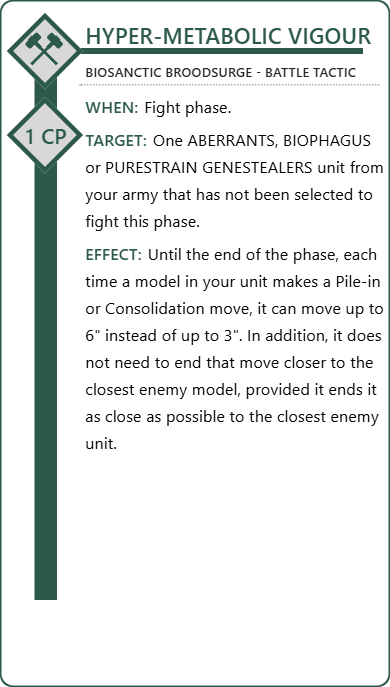 HYPER-METABOLIC VIGOUR
BIOSANCTIC BROODSURGE - BATTLE TACTIC
1 CP
WHEN: Fight phase.
TARGET: One ABERRANTS, BIOPHAGUS
or PURESTRAIN GENESTEALERS unit from
your army that has not been selected to
fight this phase.
EFFECT: Until the end of the phase, each
time a model in your unit makes a Pile-in
or Consolidation move, it can move up to
6" instead of up to 3". In addition, it does
not need to end that move closer to the
closest enemy model, provided it ends it
as close as possible to the closest enemy
unit.